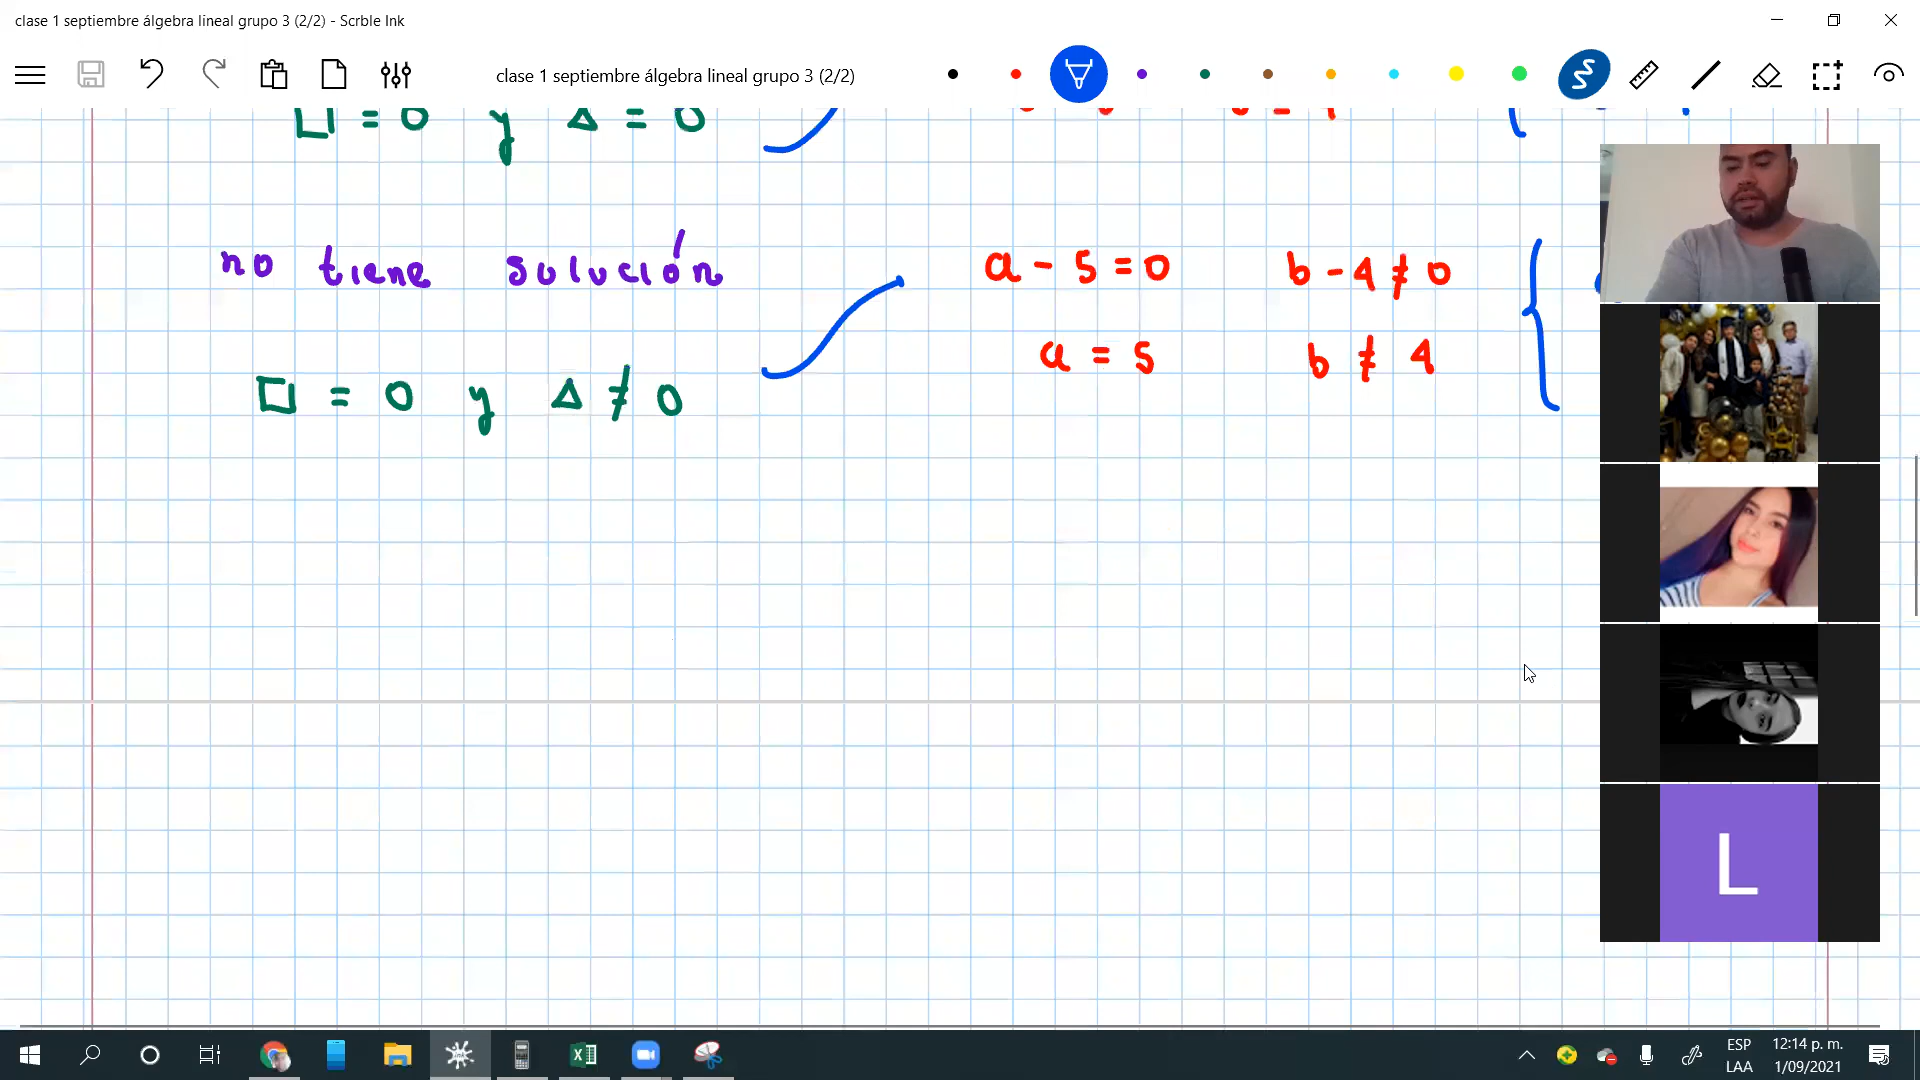 clase 1 septiembre álgebra lineal grupo 3 (2/2) - Scrble Ink
clase 1 septiembre álgebra lineal grupo 3 (2/2)
□ = 0 y Δ = 0
no tiene solución
a - 5 = 0 b - 4 ≠ 0
a = 5 b ≠ 4
□ = 0 y Δ ≠ 0
L
ESP
LAA
12:14 p. m.
1/09/2021